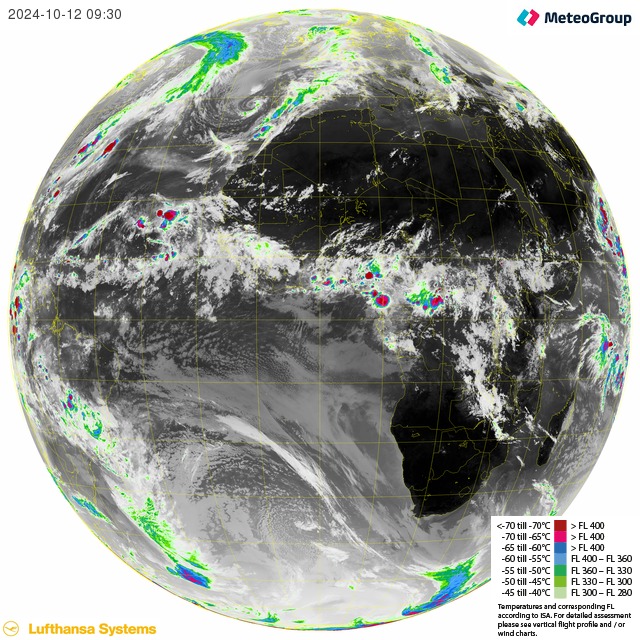 2024-10-12 09:30
MeteoGroup
<-70 till -70°C > FL 400
-70 till -65°C > FL 400
-65 till -60°C > FL 400
-60 till -55°C FL 400 – FL 360
-55 till -50°C FL 360 – FL 330
-50 till -45°C FL 330 – FL 300
-45 till -40°C FL 300 – FL 280
Temperatures and corresponding FL
according to ISA. For detailed assessment
please see vertical flight profile and / or
wind charts.
Lufthansa Systems